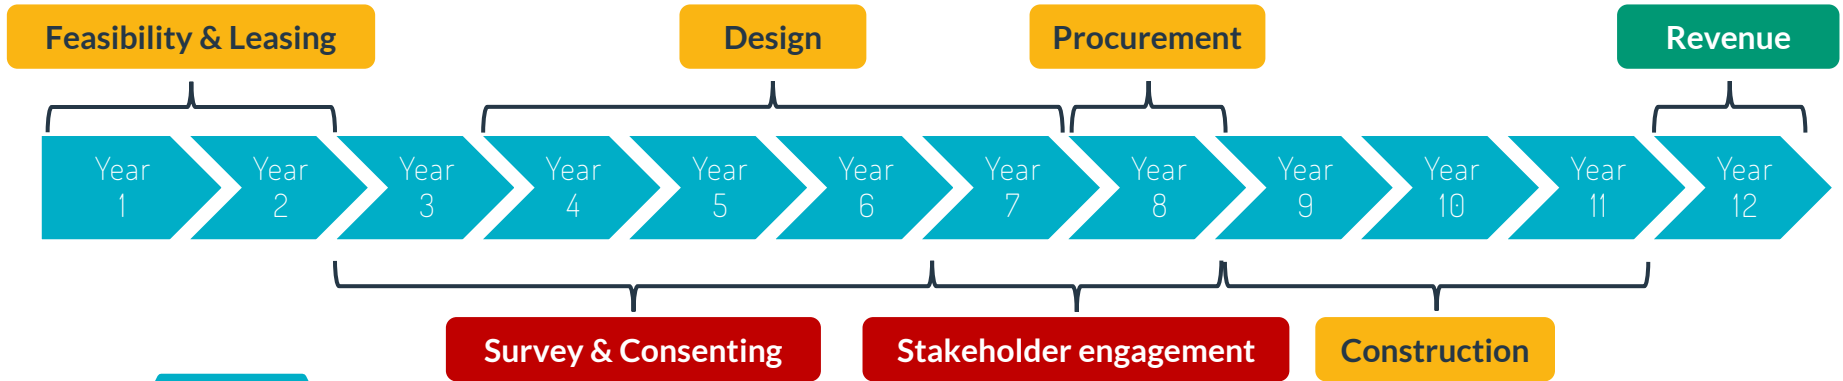 Feasibility & Leasing
Design
Procurement
Revenue
Year
1
Year
2
Year
3
Year
4
Year
5
Year
6
Year
7
Year
8
Year
9
Year
10
Year
11
Year
12
Survey & Consenting
Stakeholder engagement
Construction